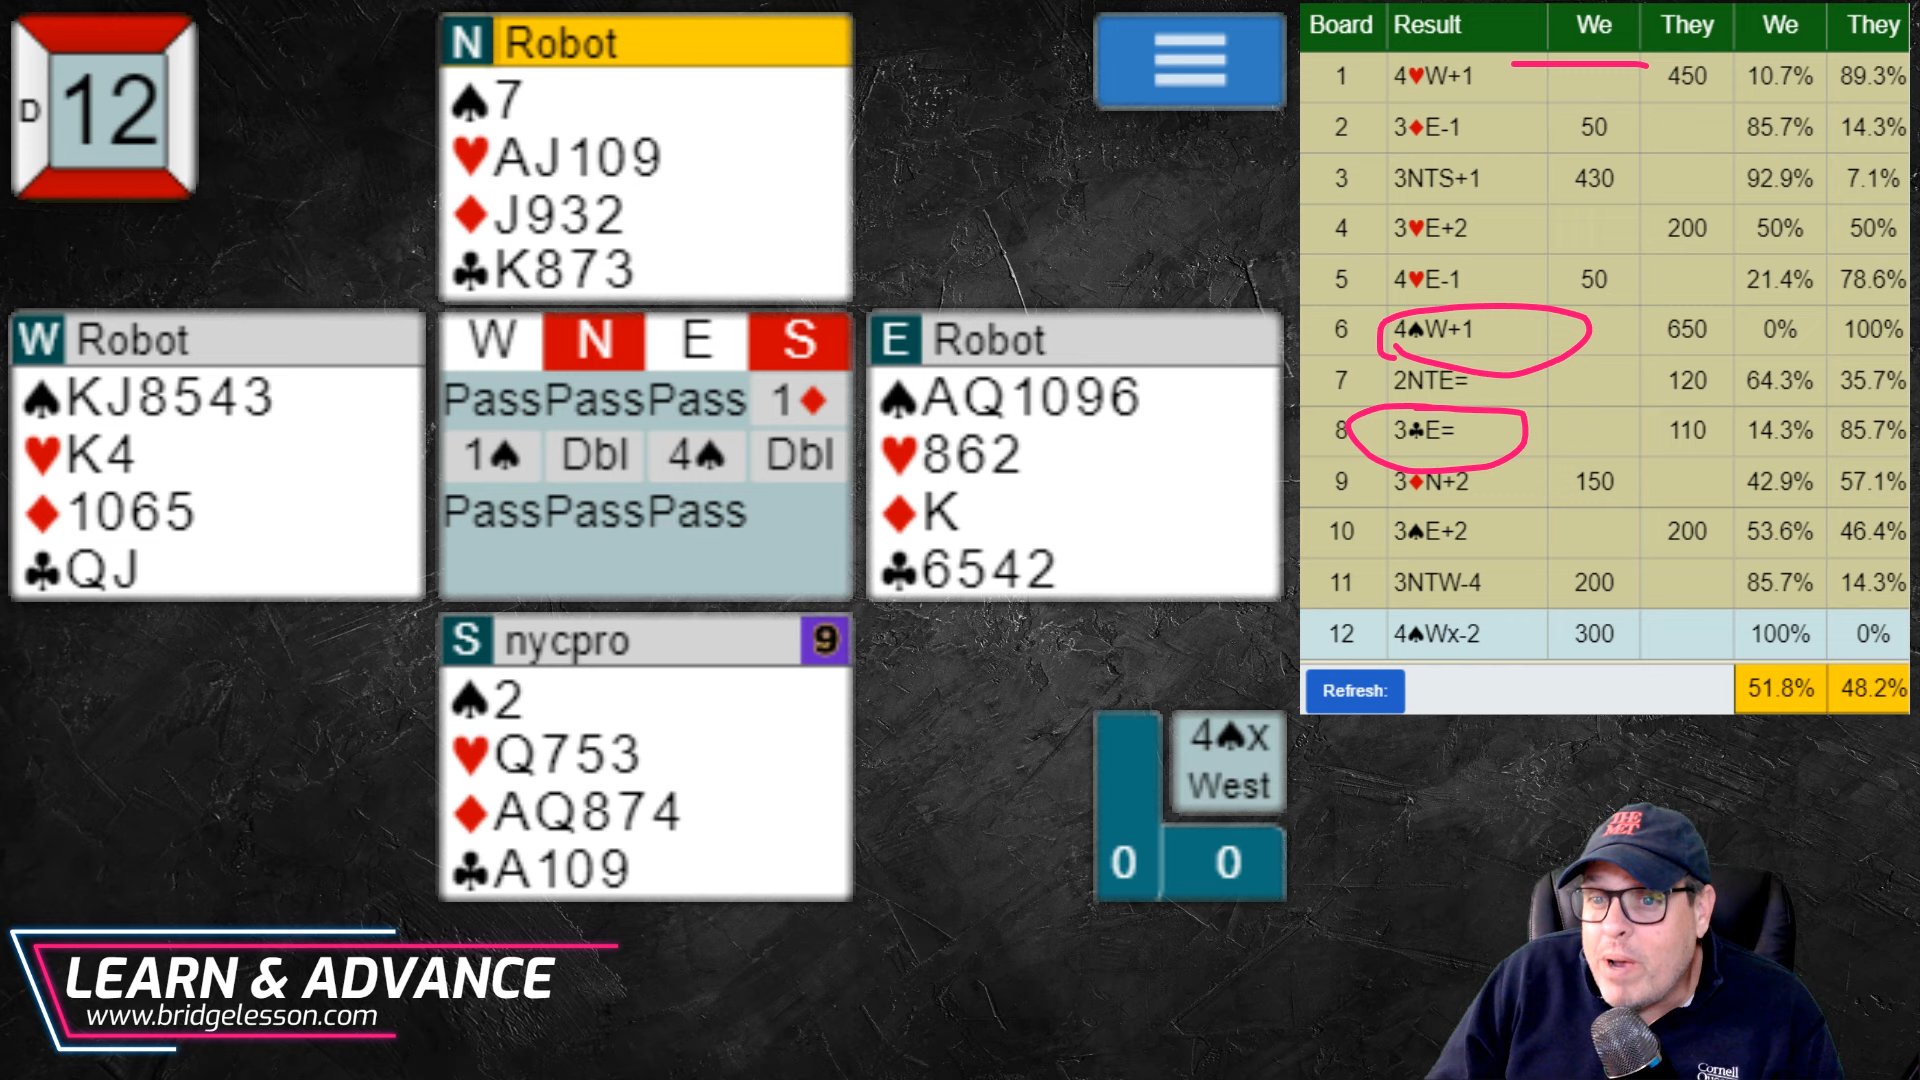 D 12
N Robot
♠7
♥AJ109
♦J932
♣K873
W Robot
♠KJ8543
♥K4
♦1065
♣QJ
W N E S
Pass Pass Pass 1♦
1♠ Dbl 4♠ Dbl
Pass Pass Pass
E Robot
♠AQ1096
♥862
♦K
♣6542
S nycpro 9
♠2
♥Q753
♦AQ874
♣A109
4♠x
West
0 0
Board Result We They We They
1 4♥W+1 450 10.7% 89.3%
2 3♦E-1 50 85.7% 14.3%
3 3NTS+1 430 92.9% 7.1%
4 3♥E+2 200 50% 50%
5 4♥E-1 50 21.4% 78.6%
6 4♠W+1 650 0% 100%
7 2NTE= 120 64.3% 35.7%
8 3♣E= 110 14.3% 85.7%
9 3♦N+2 150 42.9% 57.1%
10 3♠E+2 200 53.6% 46.4%
11 3NTW-4 200 85.7% 14.3%
12 4♠Wx-2 300 100% 0%
Refresh: 51.8% 48.2%
LEARN & ADVANCE
www.bridgelesson.com
THE
MET
Cornell